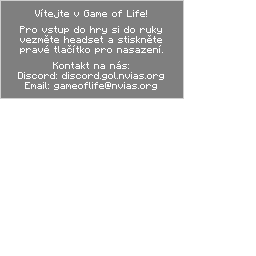 Vítejte v Game of Life!
Pro vstup do hry si do ruky
vezměte headset a stiskněte
pravé tlačítko pro nasazení.
Kontakt na nás:
Discord: discord.gol.nvias.org
Email: gameoflife@nvias.org